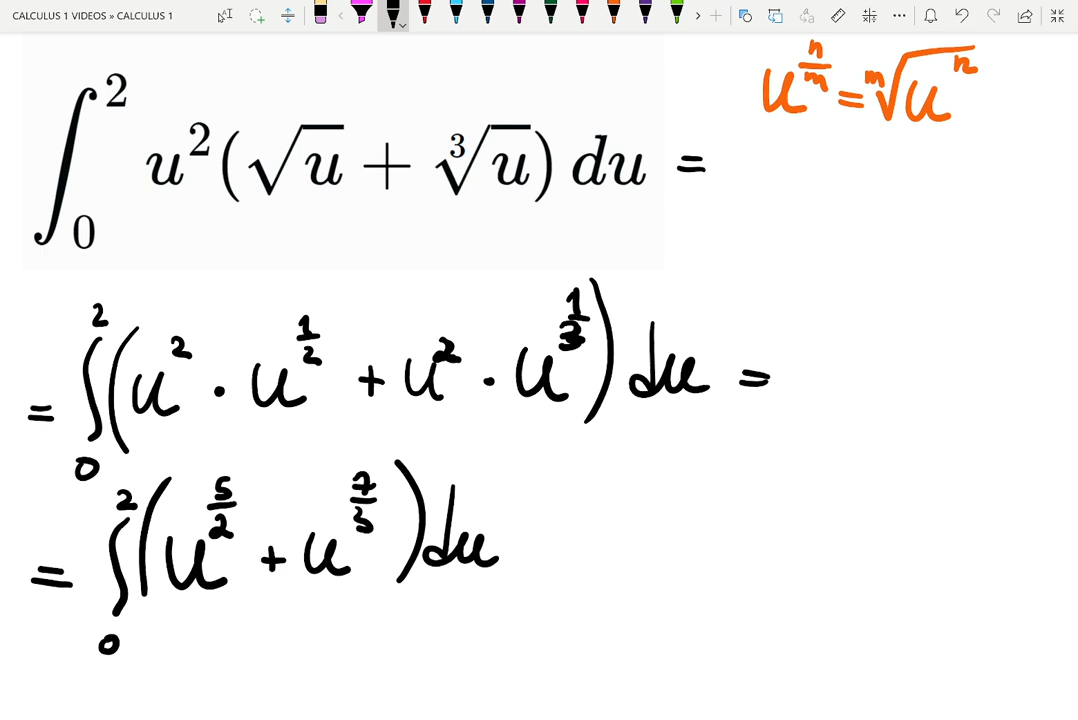 CALCULUS 1 VIDEOS » CALCULUS 1
u^{n/m} = ᵐ√(uⁿ)
∫₀² u²(√u + ³√u) du =
= ∫₀² (u² · u^{1/2} + u² · u^{1/3}) du =
= ∫₀² (u^{5/2} + u^{7/3}) du